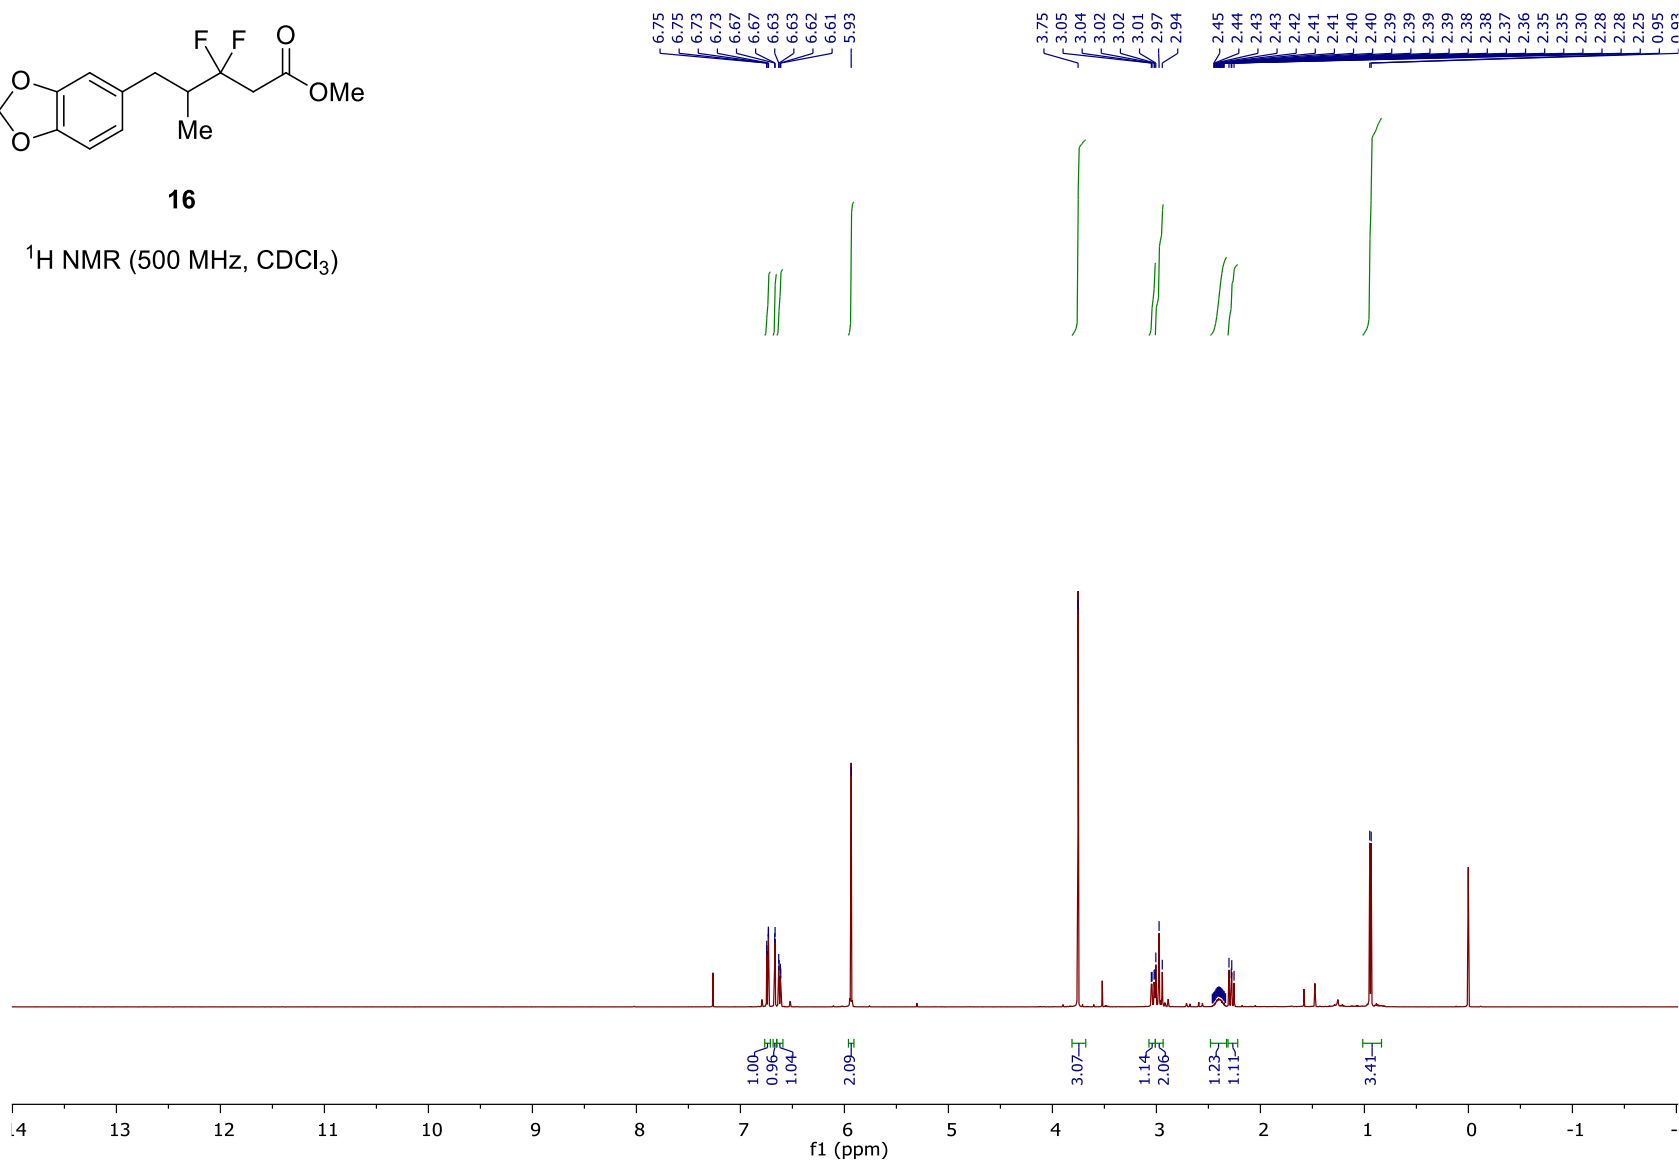 6.75 6.75 6.73 6.73 6.67 6.67 6.63 6.63 6.62 6.61 5.93 3.75 3.05 3.04 3.02 3.02 3.01 2.97 2.94 2.45 2.44 2.43 2.43 2.42 2.41 2.41 2.40 2.40 2.39 2.39 2.39 2.39 2.38 2.38 2.37 2.36 2.35 2.35 2.30 2.28 2.28 2.25 0.95 0.93
F F O
O OMe
O Me
16
¹H NMR (500 MHz, CDCl₃)
1.00 0.96 1.04 2.09 3.07 1.14 2.06 1.23 1.11 3.41
14 13 12 11 10 9 8 7 6 5 4 3 2 1 0 -1 -
f1 (ppm)